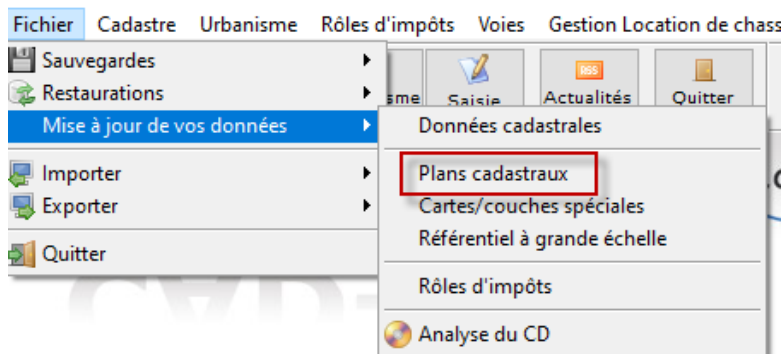 Fichier Cadastre Urbanisme Rôles d'impôts Voies Gestion Location de chass
Sauvegardes
Restaurations
sme Saisie Actualités Quitter
RSS
Mise à jour de vos données
Données cadastrales
Importer
Plans cadastraux
Exporter
Cartes/couches spéciales
Référentiel à grande échelle
Quitter
Rôles d'impôts
Analyse du CD